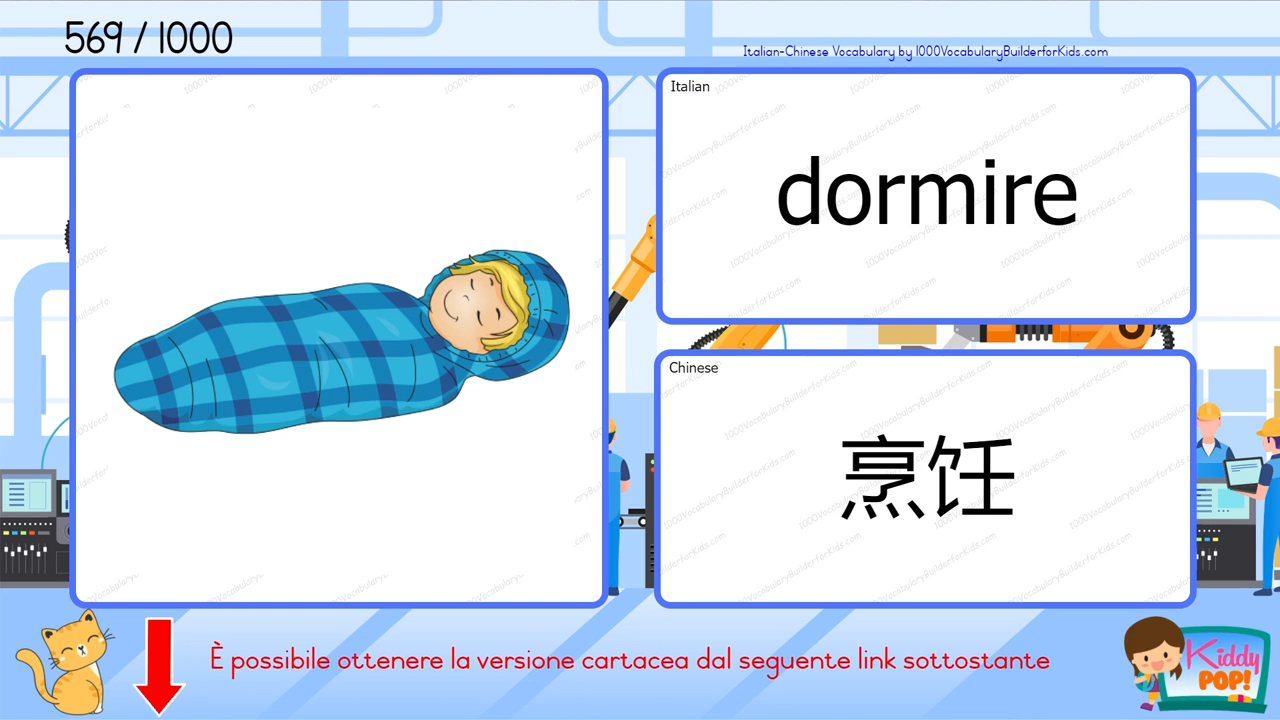 569 / 1000
Italian-Chinese Vocabulary by 1000VocabularyBuilderforKids.com
Italian
dormire
Chinese
烹饪
È possibile ottenere la versione cartacea dal seguente link sottostante
Kiddy
POP!